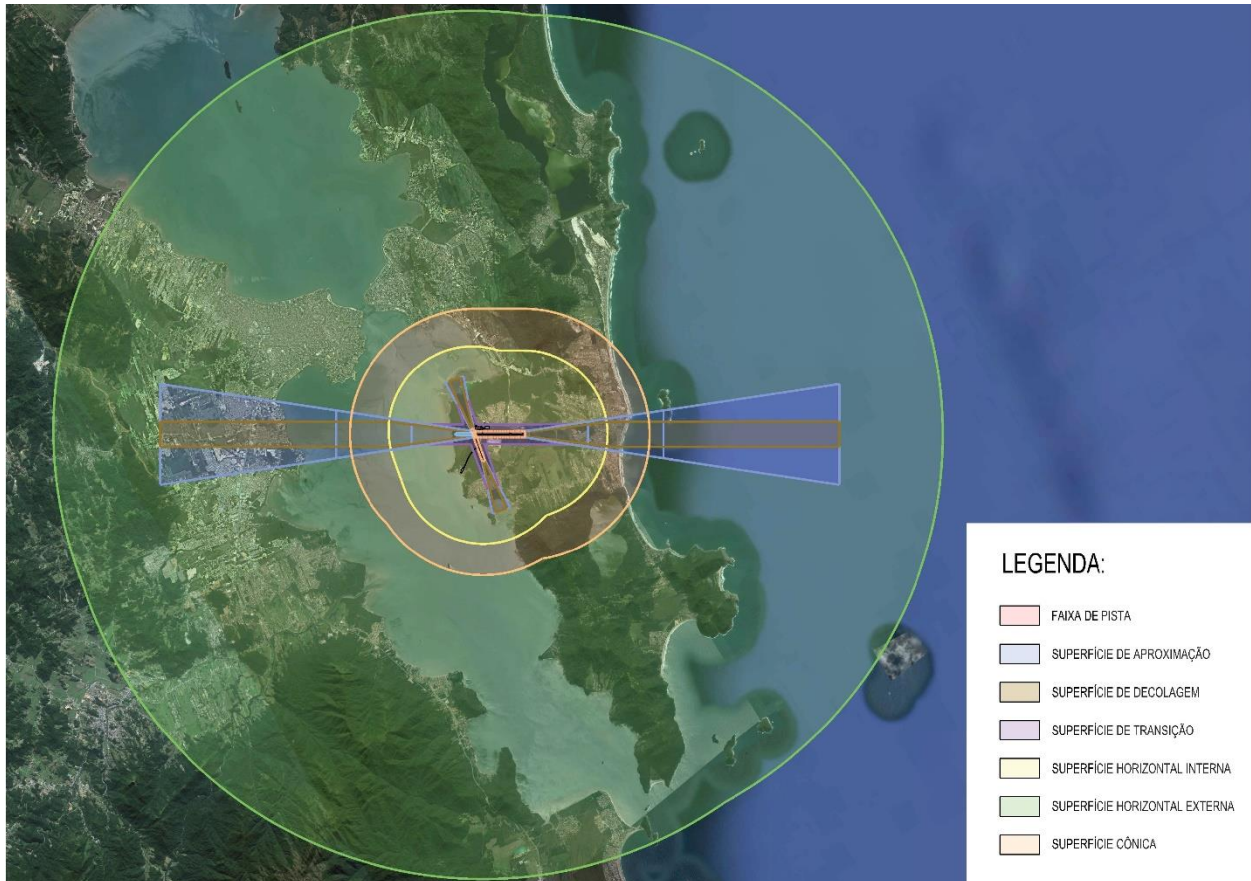 LEGENDA:
FAIXA DE PISTA
SUPERFÍCIE DE APROXIMAÇÃO
SUPERFÍCIE DE DECOLAGEM
SUPERFÍCIE DE TRANSIÇÃO
SUPERFÍCIE HORIZONTAL INTERNA
SUPERFÍCIE HORIZONTAL EXTERNA
SUPERFÍCIE CÔNICA